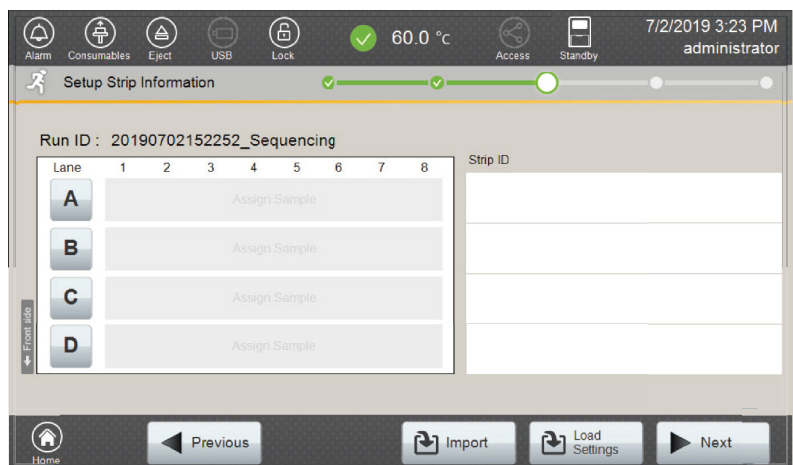 60.0 °C
7/2/2019 3:23 PM
administrator
Alarm Consumables Eject USB Lock Access Standby
Setup Strip Information
Run ID : 20190702152252_Sequencing
Lane 1 2 3 4 5 6 7 8
Strip ID
A Assign Sample
B Assign Sample
C Assign Sample
D Assign Sample
← Front side
Home
Previous
Import
Load
Settings
Next